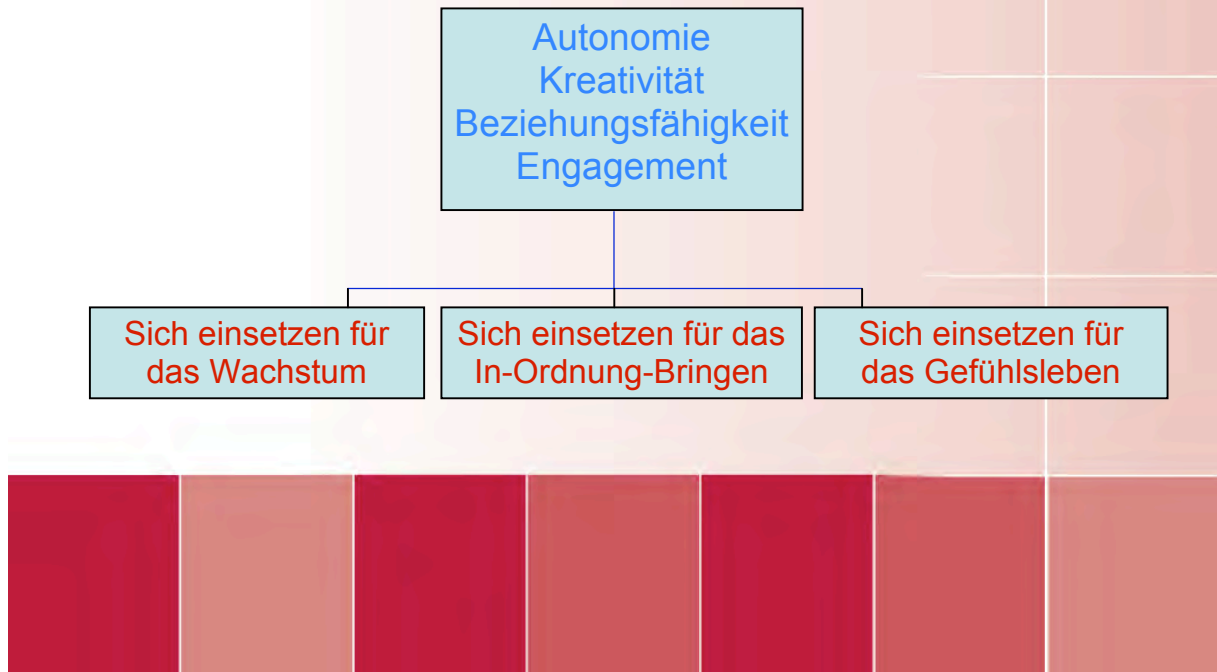 Autonomie
Kreativität
Beziehungsfähigkeit
Engagement
Sich einsetzen für
das Wachstum
Sich einsetzen für das
In-Ordnung-Bringen
Sich einsetzen für
das Gefühlsleben